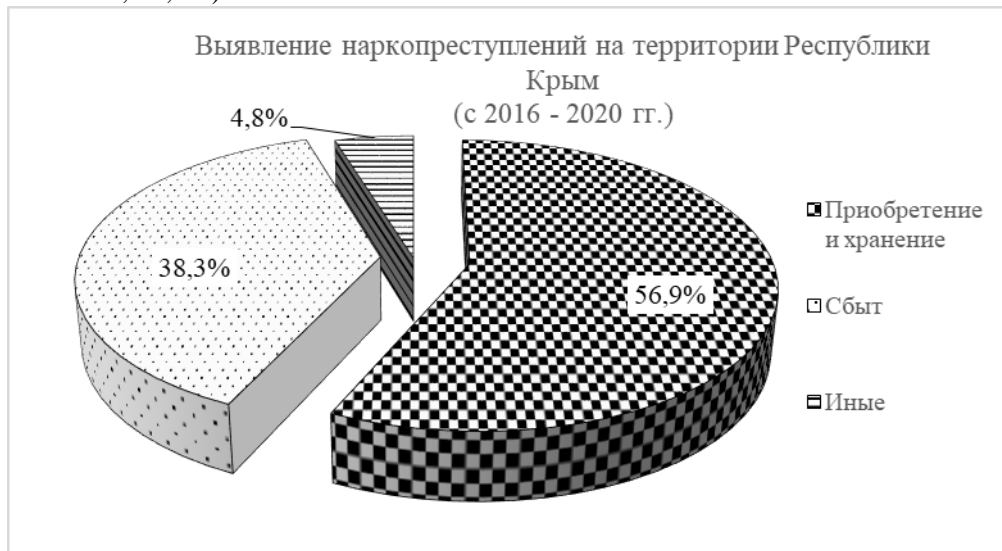 Выявление наркопреступлений на территории Республики
Крым
(с 2016 - 2020 гг.)
4,8%
38,3%
56,9%
Приобретение
и хранение
Сбыт
Иные